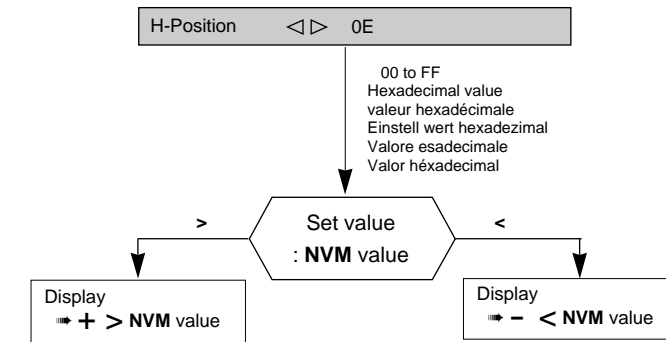 H-Position ◁ ▷ 0E
00 to FF
Hexadecimal value
valeur hexadécimale
Einstell wert hexadezimal
Valore esadecimale
Valor héxadecimal
> Set value <
: NVM value
Display
➠ + > NVM value
Display
➠ - < NVM value